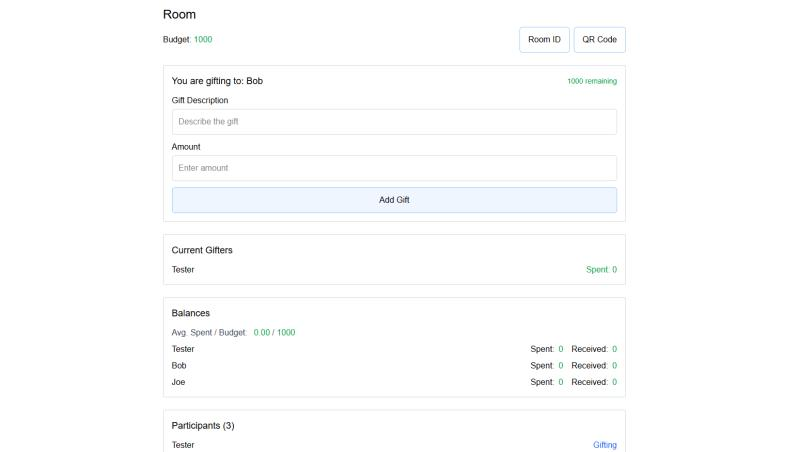 Room
Budget: 1000
Room ID
QR Code
You are gifting to: Bob
1000 remaining
Gift Description
Describe the gift
Amount
Enter amount
Add Gift
Current Gifters
Tester Spent: 0
Balances
Avg. Spent / Budget: 0.00 / 1000
Tester Spent: 0 Received: 0
Bob Spent: 0 Received: 0
Joe Spent: 0 Received: 0
Participants (3)
Tester Gifting